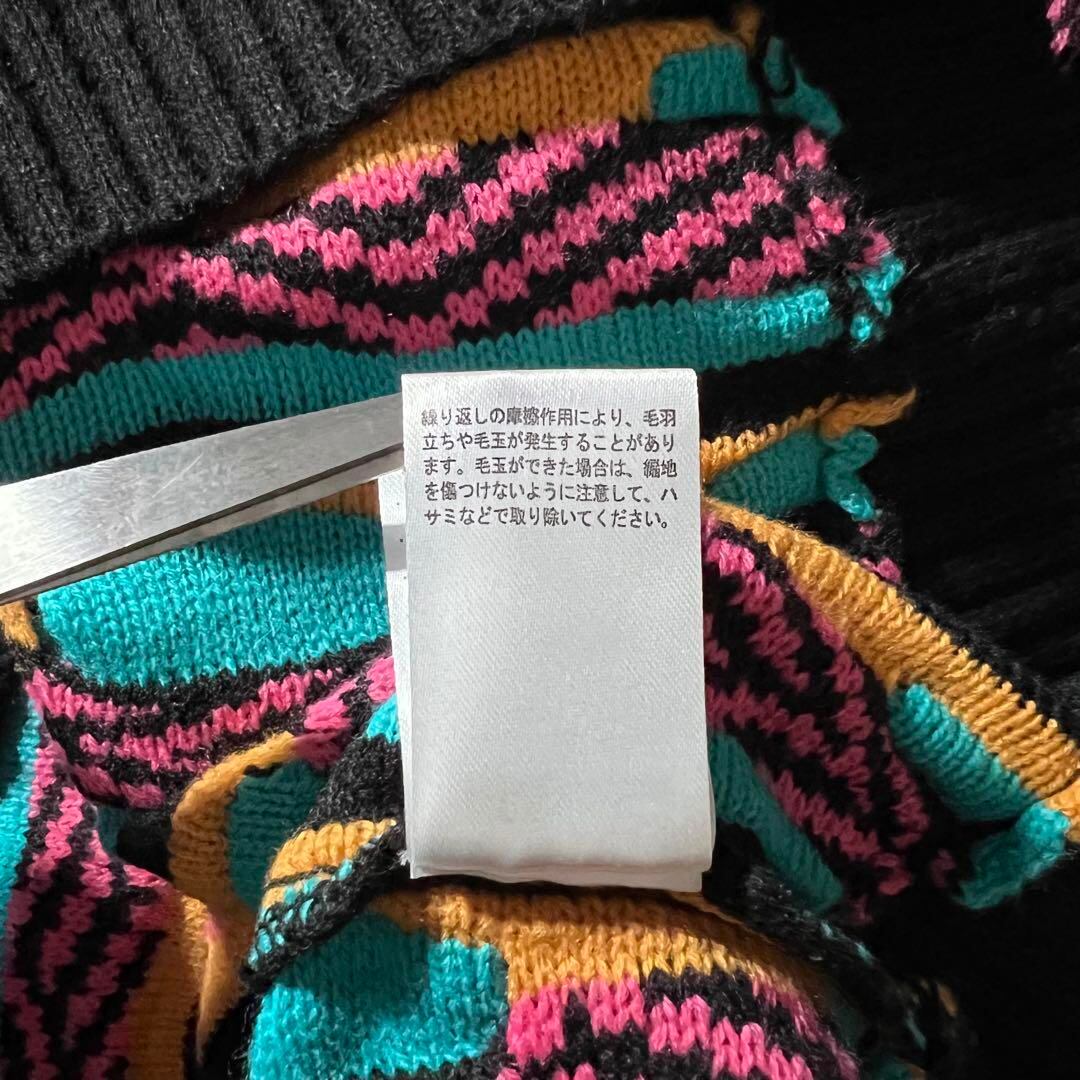 繰り返しの摩擦作用により、毛羽
立ちや毛玉が発生することがあり
ます。毛玉ができた場合は、編地
を傷つけないように注意して、ハ
サミなどで取り除いてください。